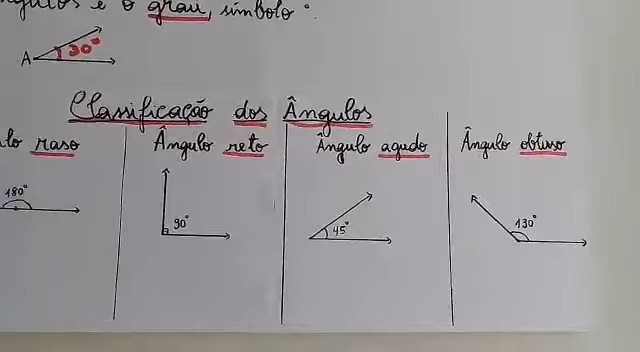 é o grau, símbolo °.
A 30°
Classificação dos Ângulos
raso Ângulo reto Ângulo agudo Ângulo obtuso
180° 90° 45° 130°